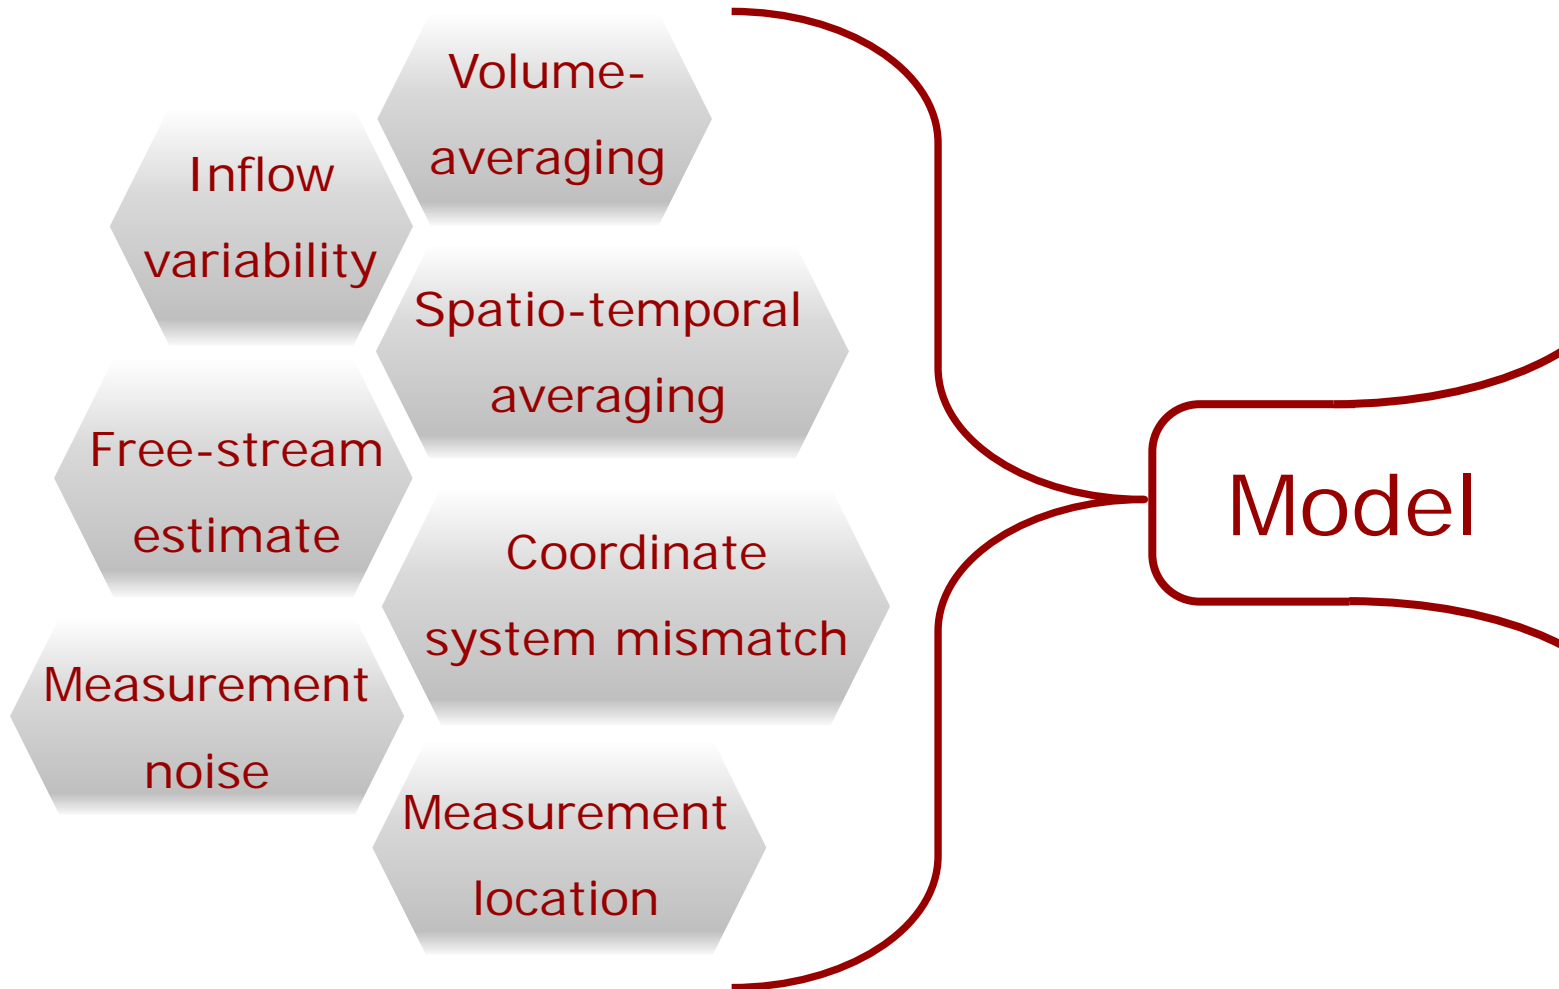 Volume-
averaging
Inflow
variability
Spatio-temporal
averaging
Free-stream
estimate
Coordinate
system mismatch
Measurement
noise
Measurement
location
Model